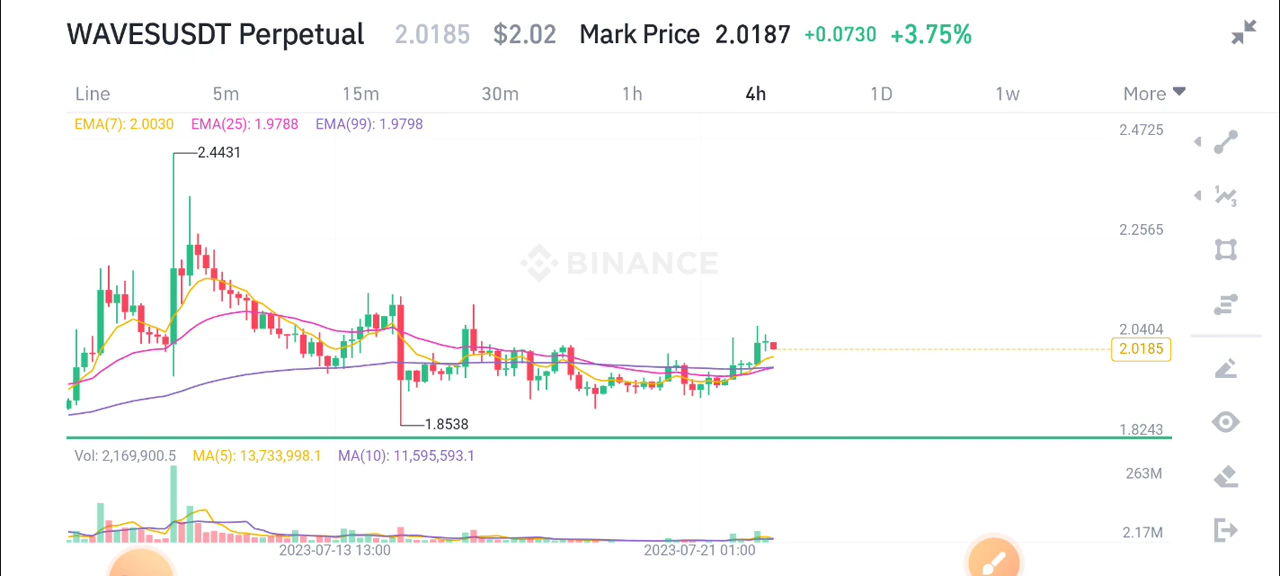 WAVESUSDT Perpetual 2.0185 $2.02 Mark Price 2.0187 +0.0730 +3.75%
Line 5m 15m 30m 1h 4h 1D 1w More
EMA(7): 2.0030 EMA(25): 1.9788 EMA(99): 1.9798
2.4725
2.4431
2.2565
BINANCE
2.0404
2.0185
1.8538
1.8243
Vol: 2,169,900.5 MA(5): 13,733,998.1 MA(10): 11,595,593.1
263M
2.17M
2023-07-13 13:00 2023-07-21 01:00